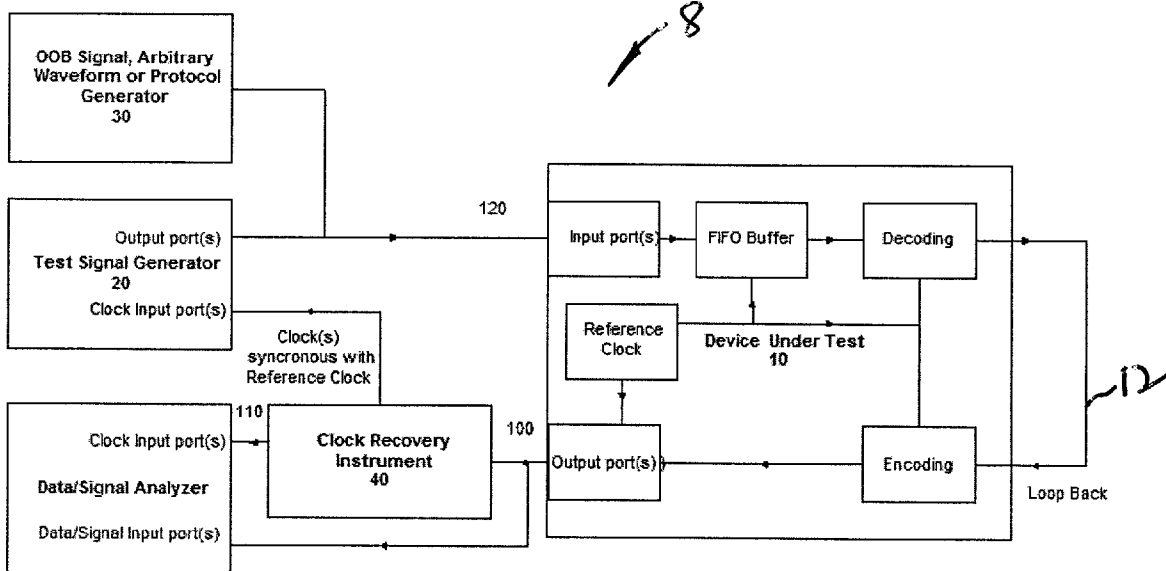 8
OOB Signal, Arbitrary
Waveform or Protocol
Generator
30
Output port(s)
Test Signal Generator
20
Clock Input port(s)
120
Input port(s)
FIFO Buffer
Decoding
Reference
Clock
Device Under Test
10
Clock(s)
syncronous with
Reference Clock
12
110
Clock Input port(s)
Data/Signal Analyzer
Data/Signal Input port(s)
Clock Recovery
Instrument
40
100
Output port(s)
Encoding
Loop Back